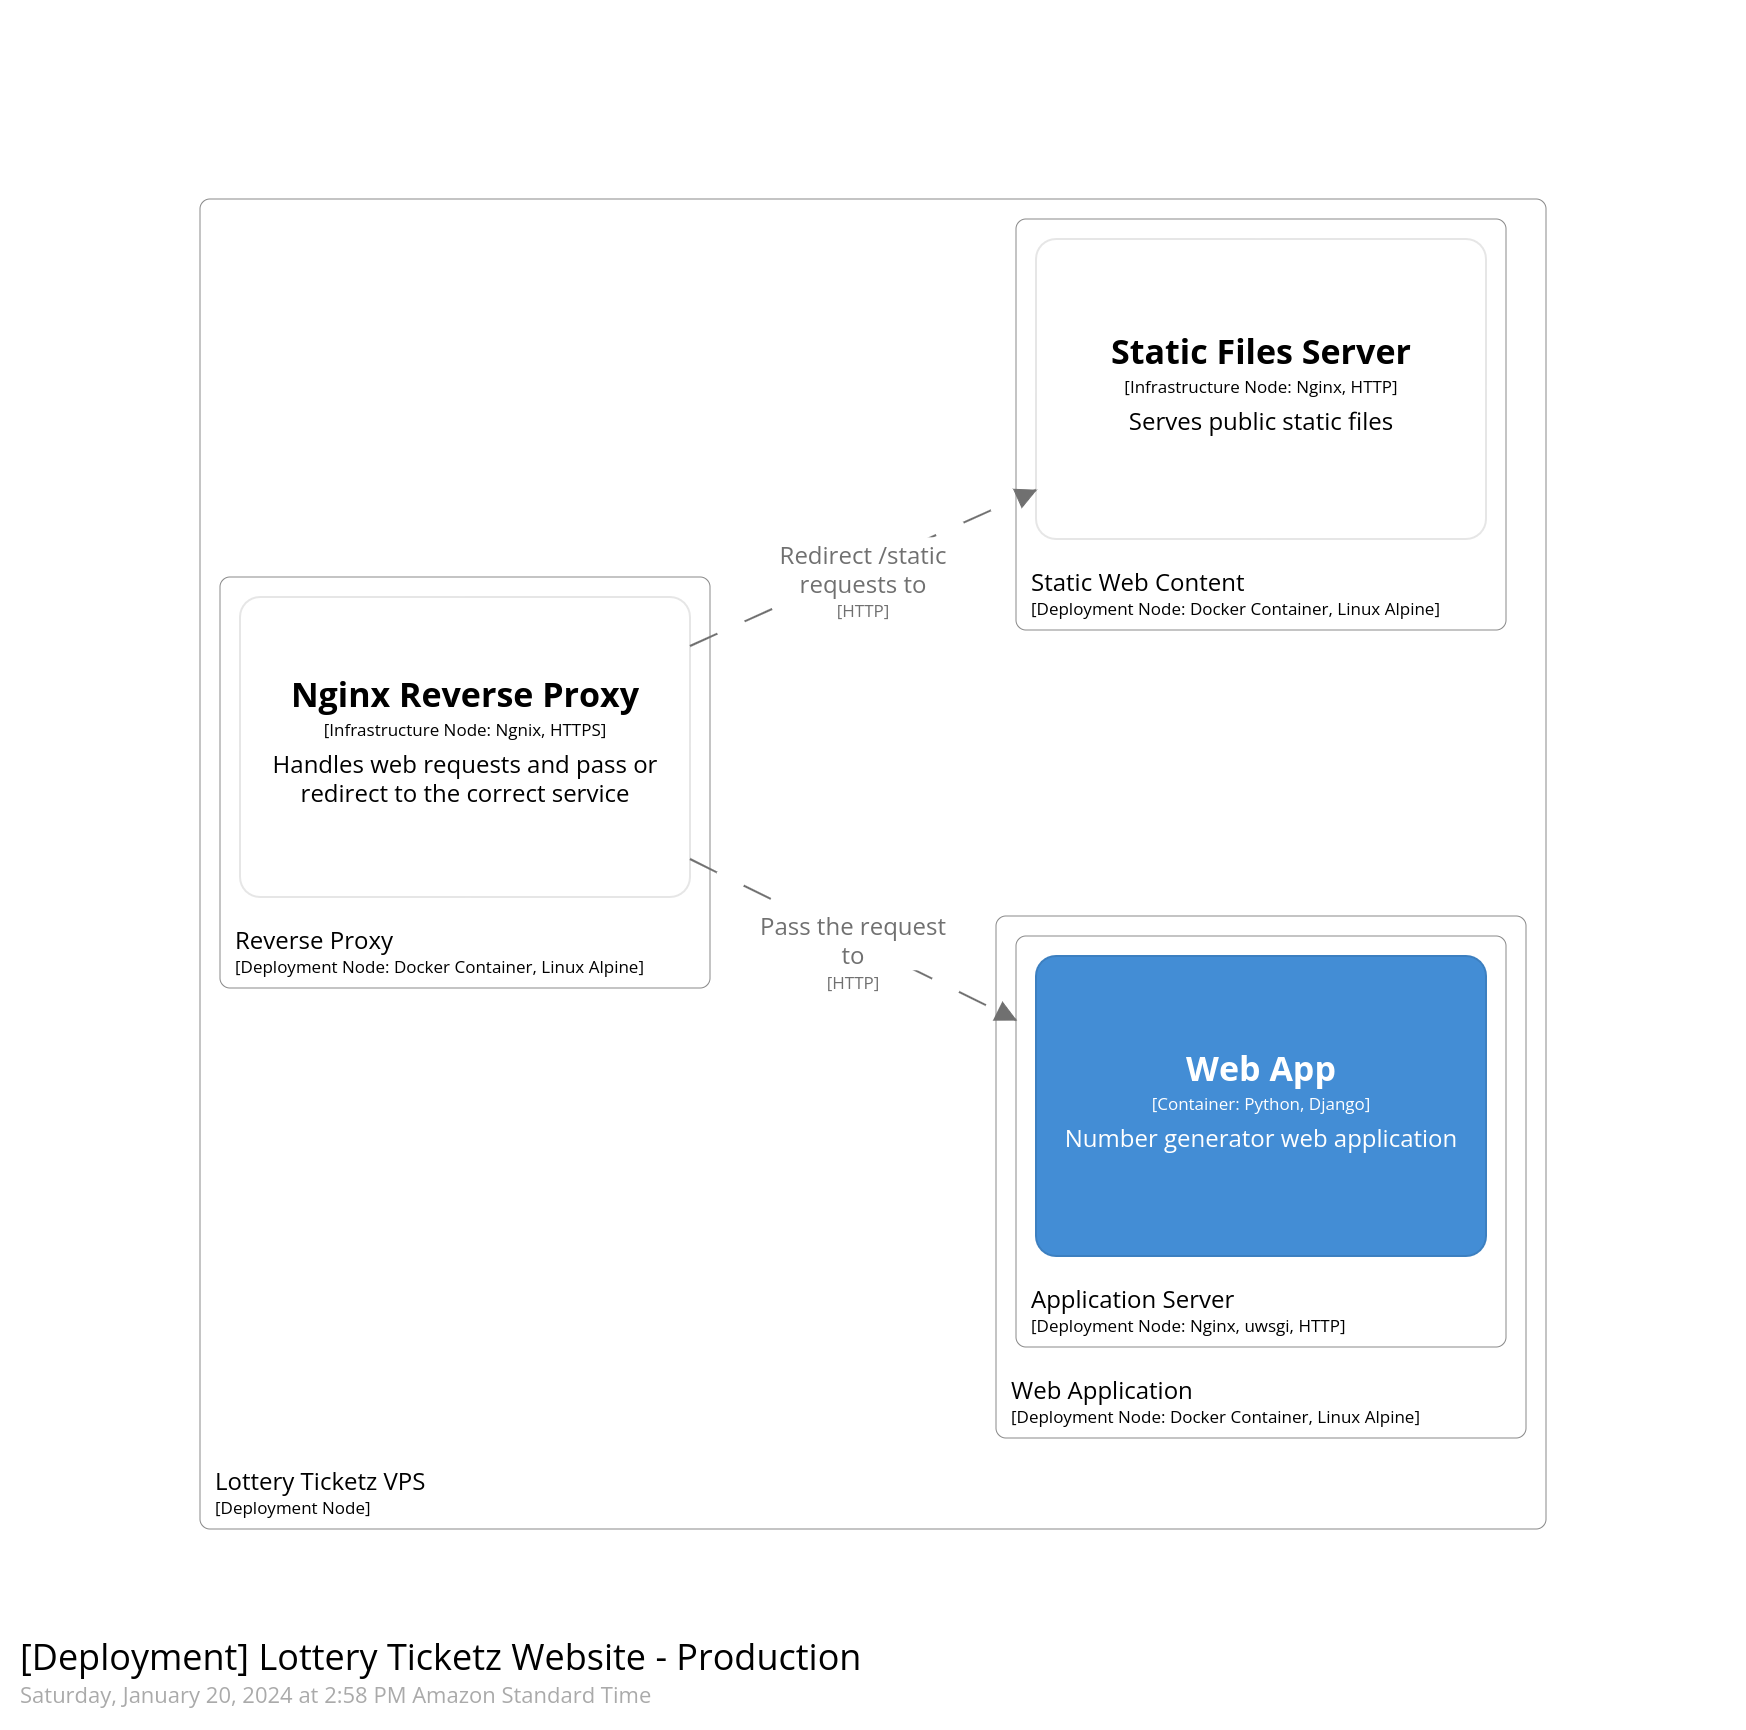 Static Files Server
[Infrastructure Node: Nginx, HTTP]
Serves public static files
Static Web Content
[Deployment Node: Docker Container, Linux Alpine]
Redirect /static
requests to
[HTTP]
Nginx Reverse Proxy
[Infrastructure Node: Ngnix, HTTPS]
Handles web requests and pass or
redirect to the correct service
Reverse Proxy
[Deployment Node: Docker Container, Linux Alpine]
Pass the request
to
[HTTP]
Web App
[Container: Python, Django]
Number generator web application
Application Server
[Deployment Node: Nginx, uwsgi, HTTP]
Web Application
[Deployment Node: Docker Container, Linux Alpine]
Lottery Ticketz VPS
[Deployment Node]
[Deployment] Lottery Ticketz Website - Production
Saturday, January 20, 2024 at 2:58 PM Amazon Standard Time